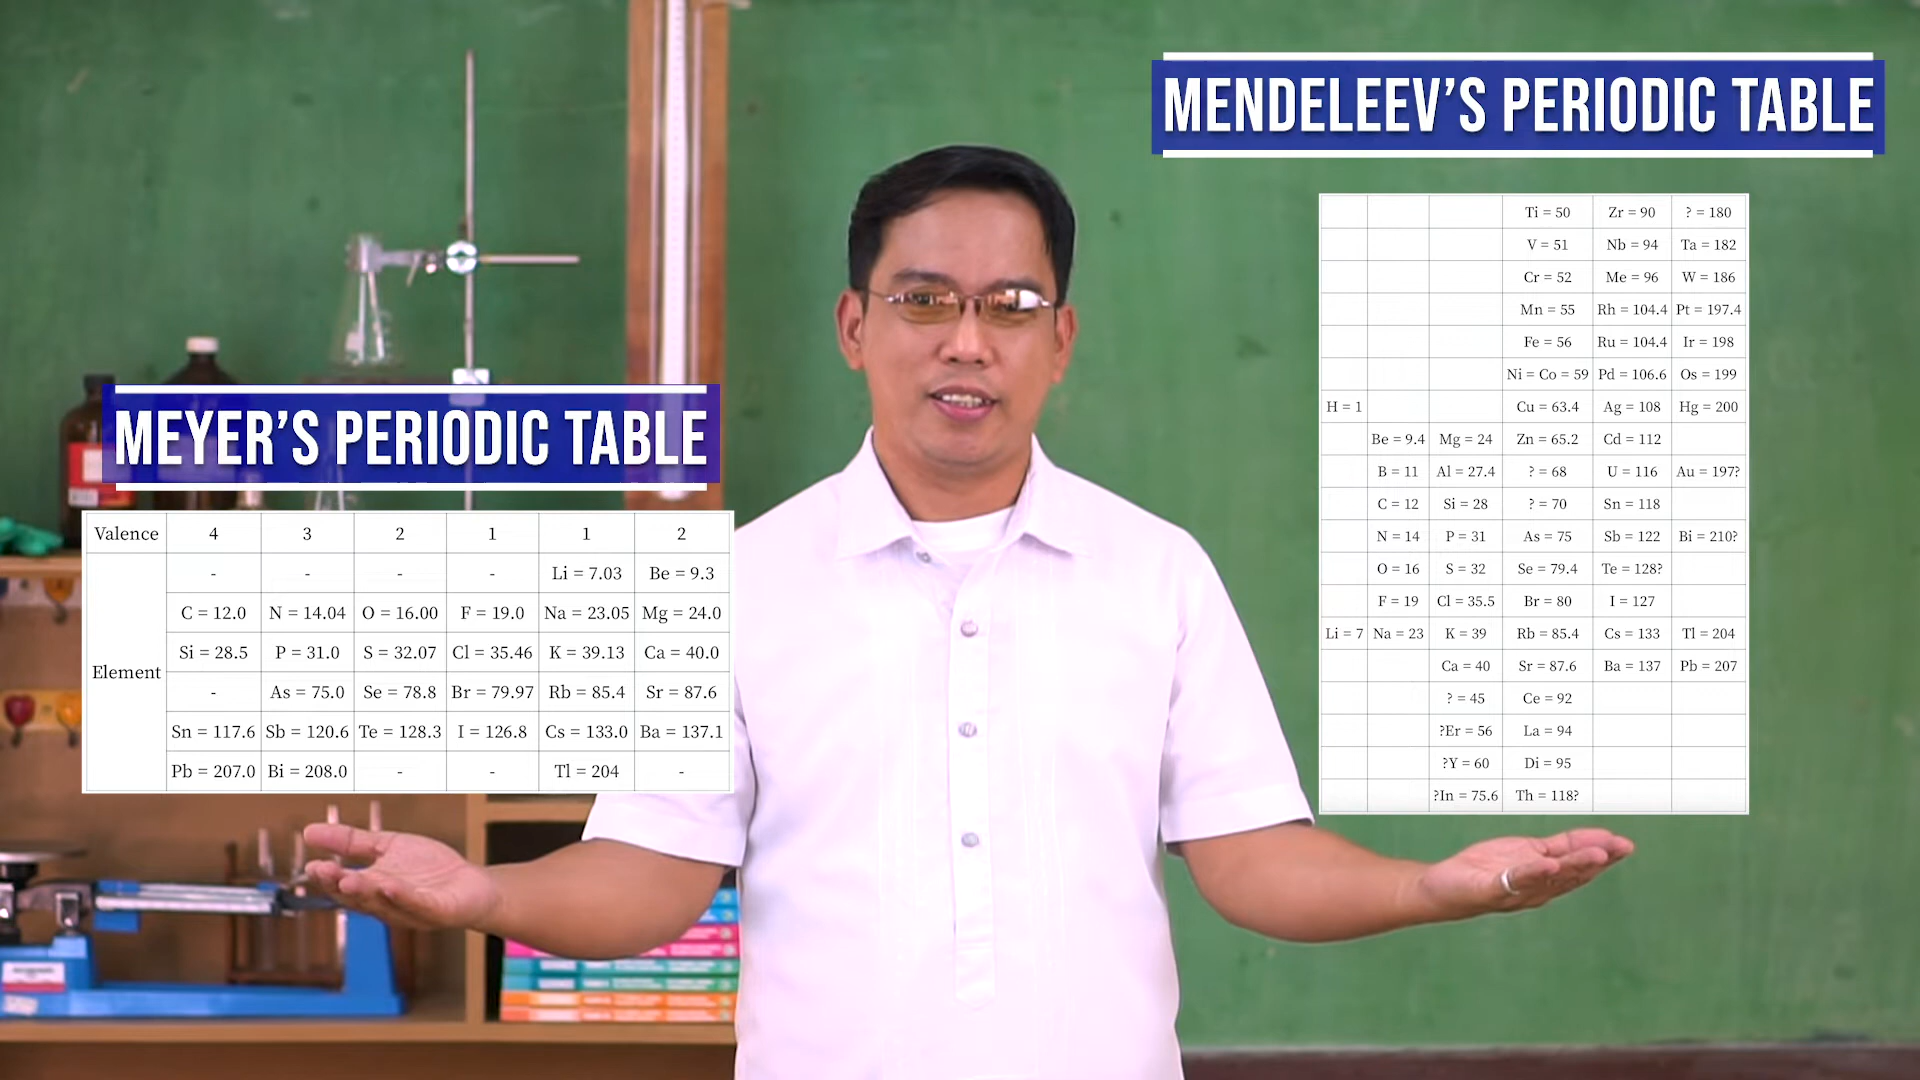 MENDELEEV'S PERIODIC TABLE
Ti = 50 Zr = 90 ? = 180
V = 51 Nb = 94 Ta = 182
Cr = 52 Me = 96 W = 186
Mn = 55 Rh = 104.4 Pt = 197.4
Fe = 56 Ru = 104.4 Ir = 198
Ni = Co = 59 Pd = 106.6 Os = 199
H = 1 Cu = 63.4 Ag = 108 Hg = 200
Be = 9.4 Mg = 24 Zn = 65.2 Cd = 112
B = 11 Al = 27.4 ? = 68 U = 116 Au = 197?
C = 12 Si = 28 ? = 70 Sn = 118
N = 14 P = 31 As = 75 Sb = 122 Bi = 210?
O = 16 S = 32 Se = 79.4 Te = 128?
F = 19 Cl = 35.5 Br = 80 I = 127
Li = 7 Na = 23 K = 39 Rb = 85.4 Cs = 133 Tl = 204
Ca = 40 Sr = 87.6 Ba = 137 Pb = 207
? = 45 Ce = 92
?Er = 56 La = 94
?Y = 60 Di = 95
?In = 75.6 Th = 118?
MEYER'S PERIODIC TABLE
Valence 4 3 2 1 1 2
Element
- - - - Li = 7.03 Be = 9.3
C = 12.0 N = 14.04 O = 16.00 F = 19.0 Na = 23.05 Mg = 24.0
Si = 28.5 P = 31.0 S = 32.07 Cl = 35.46 K = 39.13 Ca = 40.0
- As = 75.0 Se = 78.8 Br = 79.97 Rb = 85.4 Sr = 87.6
Sn = 117.6 Sb = 120.6 Te = 128.3 I = 126.8 Cs = 133.0 Ba = 137.1
Pb = 207.0 Bi = 208.0 - - Tl = 204 -